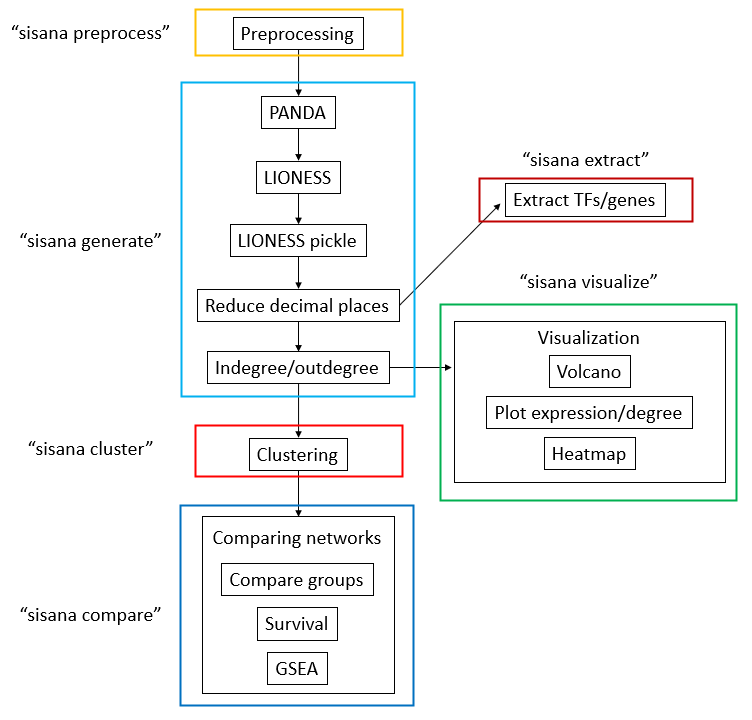 “sisana preprocess”
Preprocessing
PANDA
LIONESS
“sisana extract”
Extract TFs/genes
“sisana generate”
LIONESS pickle
“sisana visualize”
Reduce decimal places
Visualization
Indegree/outdegree
Volcano
Plot expression/degree
“sisana cluster”
Clustering
Heatmap
Comparing networks
Compare groups
“sisana compare”
Survival
GSEA